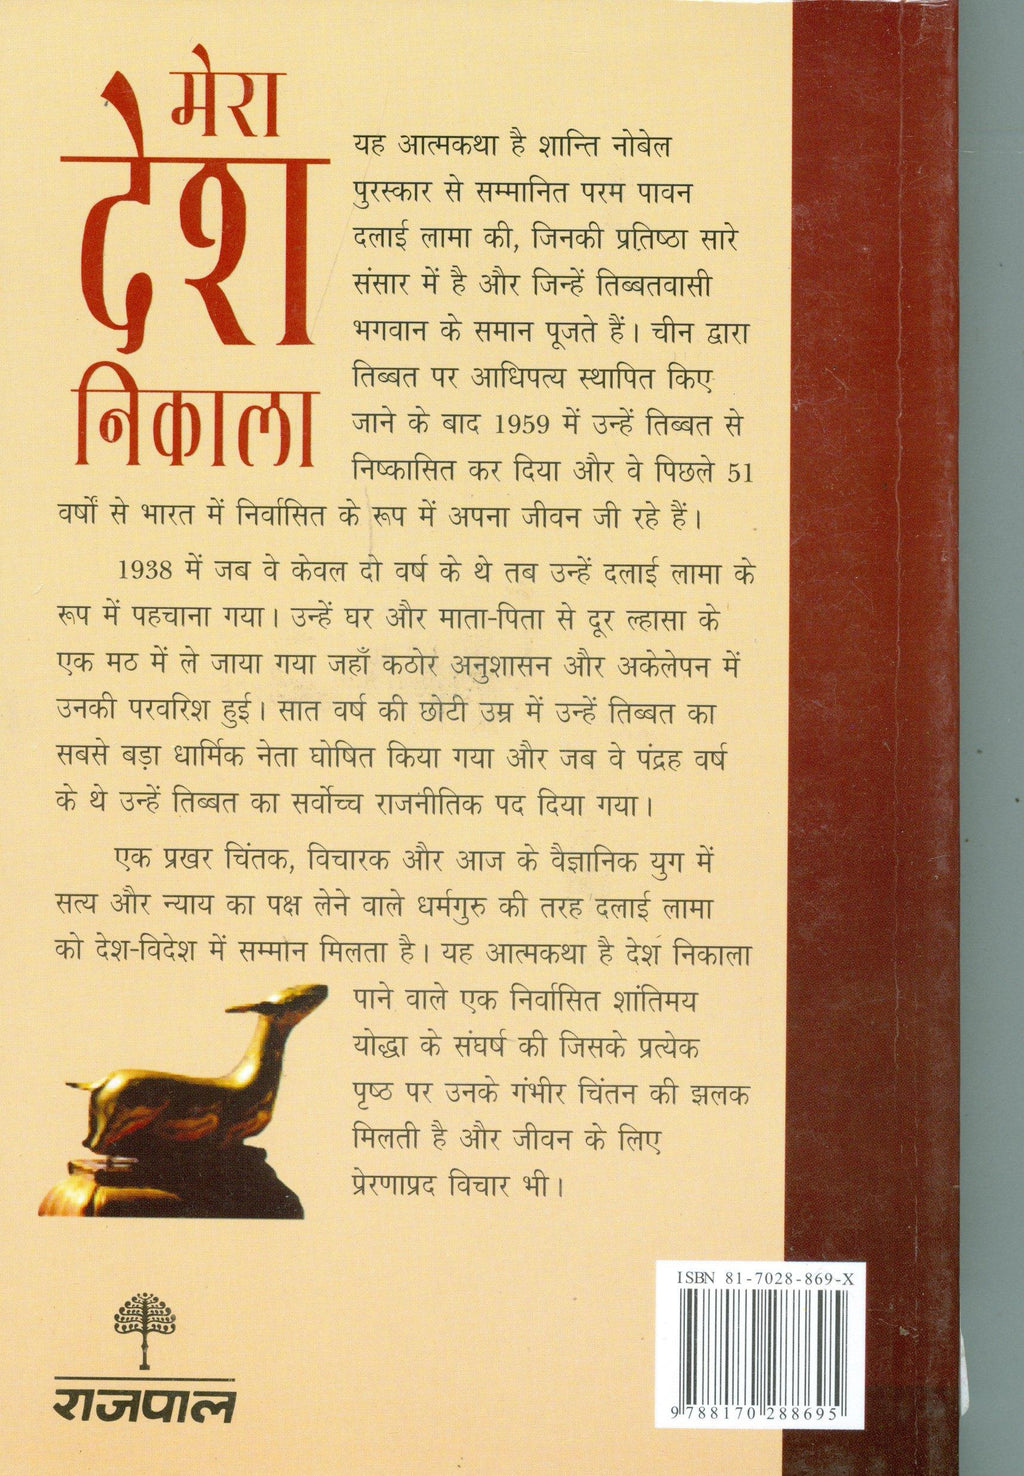 मेरा
देश
निकाला
यह आत्मकथा है शान्ति नोबेल
पुरस्कार से सम्मानित परम पावन
दलाई लामा की, जिनकी प्रतिष्ठा सारे
संसार में है और जिन्हें तिब्बतवासी
भगवान के समान पूजते हैं। चीन द्वारा
तिब्बत पर आधिपत्य स्थापित किए
जाने के बाद 1959 में उन्हें तिब्बत से
निष्कासित कर दिया और वे पिछले 51
वर्षों से भारत में निर्वासित के रूप में अपना जीवन जी रहे हैं।
1938 में जब वे केवल दो वर्ष के थे तब उन्हें दलाई लामा के
रूप में पहचाना गया। उन्हें घर और माता-पिता से दूर ल्हासा के
एक मठ में ले जाया गया जहाँ कठोर अनुशासन और अकेलेपन में
उनकी परवरिश हुई। सात वर्ष की छोटी उम्र में उन्हें तिब्बत का
सबसे बड़ा धार्मिक नेता घोषित किया गया और जब वे पंद्रह वर्ष
के थे उन्हें तिब्बत का सर्वोच्च राजनीतिक पद दिया गया।
एक प्रखर चिंतक, विचारक और आज के वैज्ञानिक युग में
सत्य और न्याय का पक्ष लेने वाले धर्मगुरु की तरह दलाई लामा
को देश-विदेश में सम्मान मिलता है। यह आत्मकथा है देश निकाला
पाने वाले एक निर्वासित शांतिमय
योद्धा के संघर्ष की जिसके प्रत्येक
पृष्ठ पर उनके गंभीर चिंतन की झलक
मिलती है और जीवन के लिए
प्रेरणाप्रद विचार भी।
ISBN 81-7028-869-X
9 788170 288695
राजपाल